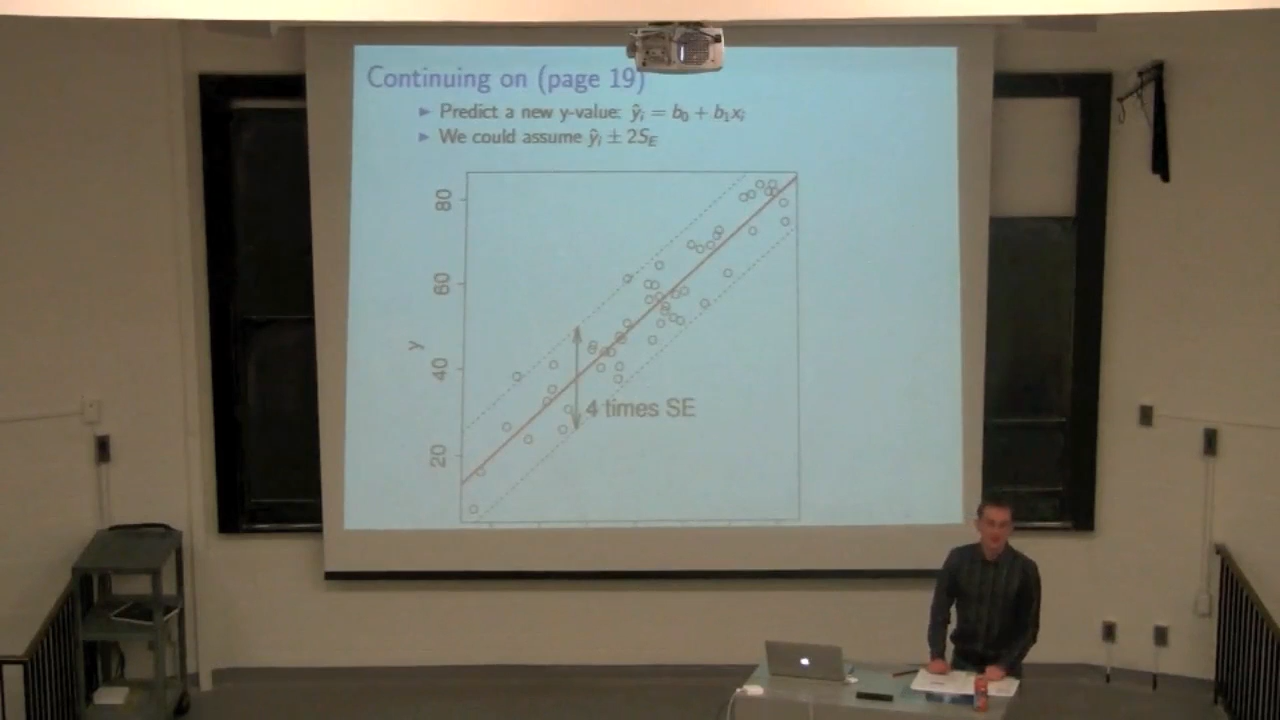 Continuing on (page 19)
► Predict a new y-value: ŷᵢ = b₀ + b₁xᵢ
► We could assume ŷᵢ ± 2S_E
80
60
y
40
4 times SE
20